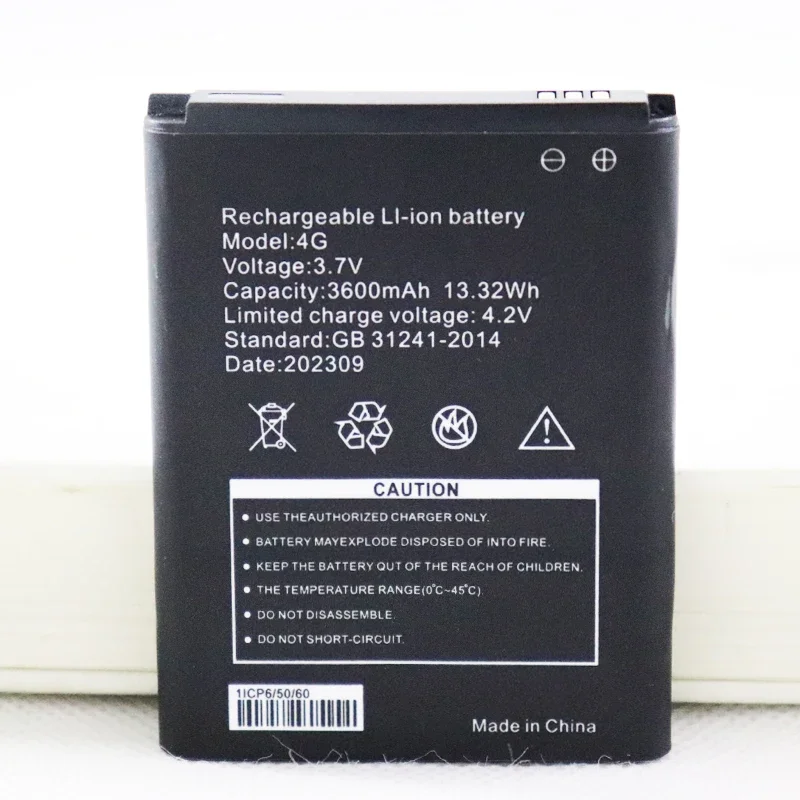 ⊖ ⊕
Rechargeable LI-ion battery
Model:4G
Voltage:3.7V
Capacity:3600mAh 13.32Wh
Limited charge voltage: 4.2V
Standard:GB 31241-2014
Date:202309
CAUTION
• USE THEAUTHORIZED CHARGER ONLY.
• BATTERY MAYEXPLODE DISPOSED OF INTO FIRE.
• KEEP THE BATTERY OUT OF THE REACH OF CHILDREN.
• THE TEMPERATURE RANGE(0°C~45°C)
• DO NOT DISASSEMBLE.
• DO NOT SHORT-CIRCUIT.
1ICP6/50/60
Made in China